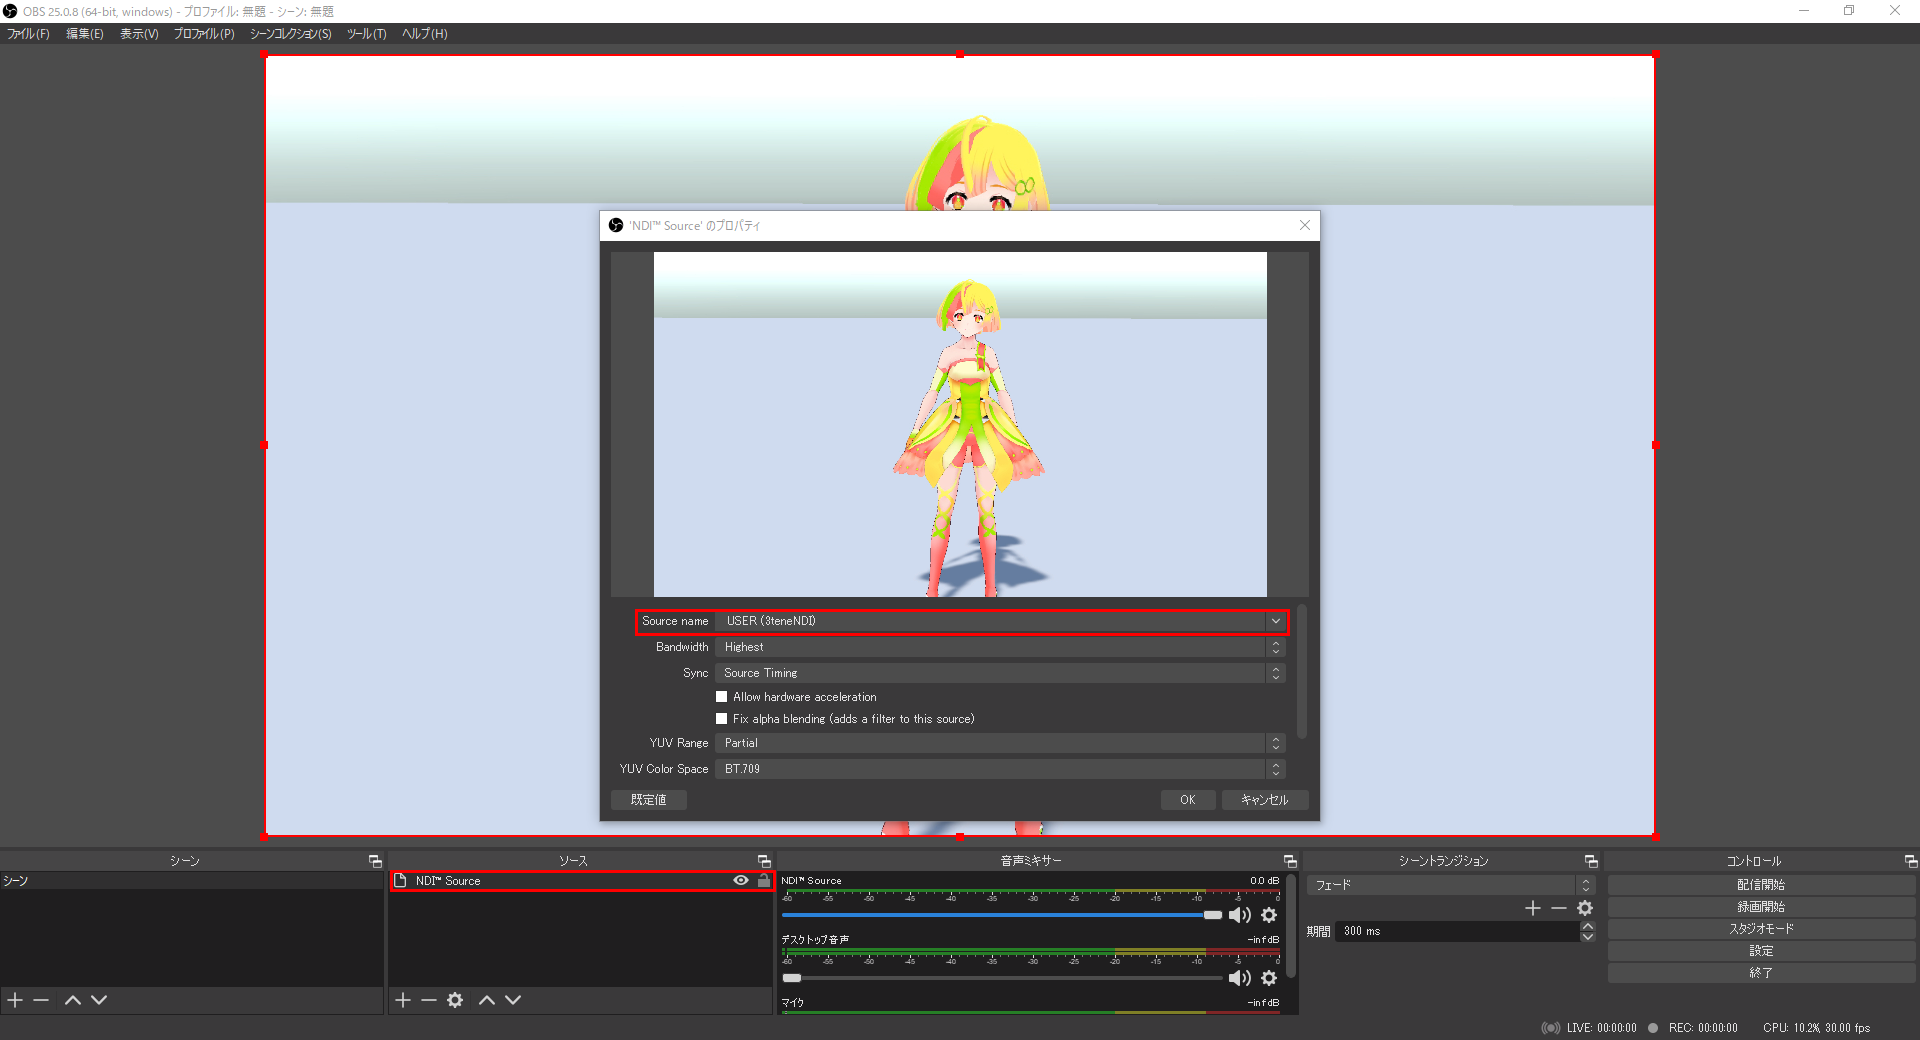 OBS 25.0.8 (64-bit, windows) - プロファイル: 無題 - シーン: 無題
ファイル(F) 編集(E) 表示(V) プロファイル(P) シーンコレクション(S) ツール(T) ヘルプ(H)
'NDI™ Source' のプロパティ
Source name USER (3teneNDI)
Bandwidth Highest
Sync Source Timing
Allow hardware acceleration
Fix alpha blending (adds a filter to this source)
YUV Range Partial
YUV Color Space BT.709
既定値 OK キャンセル
シーン
シーン
ソース
NDI™ Source
音声ミキサー
NDI™ Source 0.0 dB
-60 -55 -50 -45 -40 -35 -30 -25 -20 -15 -10 -5 0
デスクトップ音声 -inf dB
-60 -55 -50 -45 -40 -35 -30 -25 -20 -15 -10 -5 0
マイク -inf dB
シーントランジション
フェード
期間 300 ms
コントロール
配信開始
録画開始
スタジオモード
設定
終了
LIVE: 00:00:00 REC: 00:00:00 CPU: 10.2%, 30.00 fps